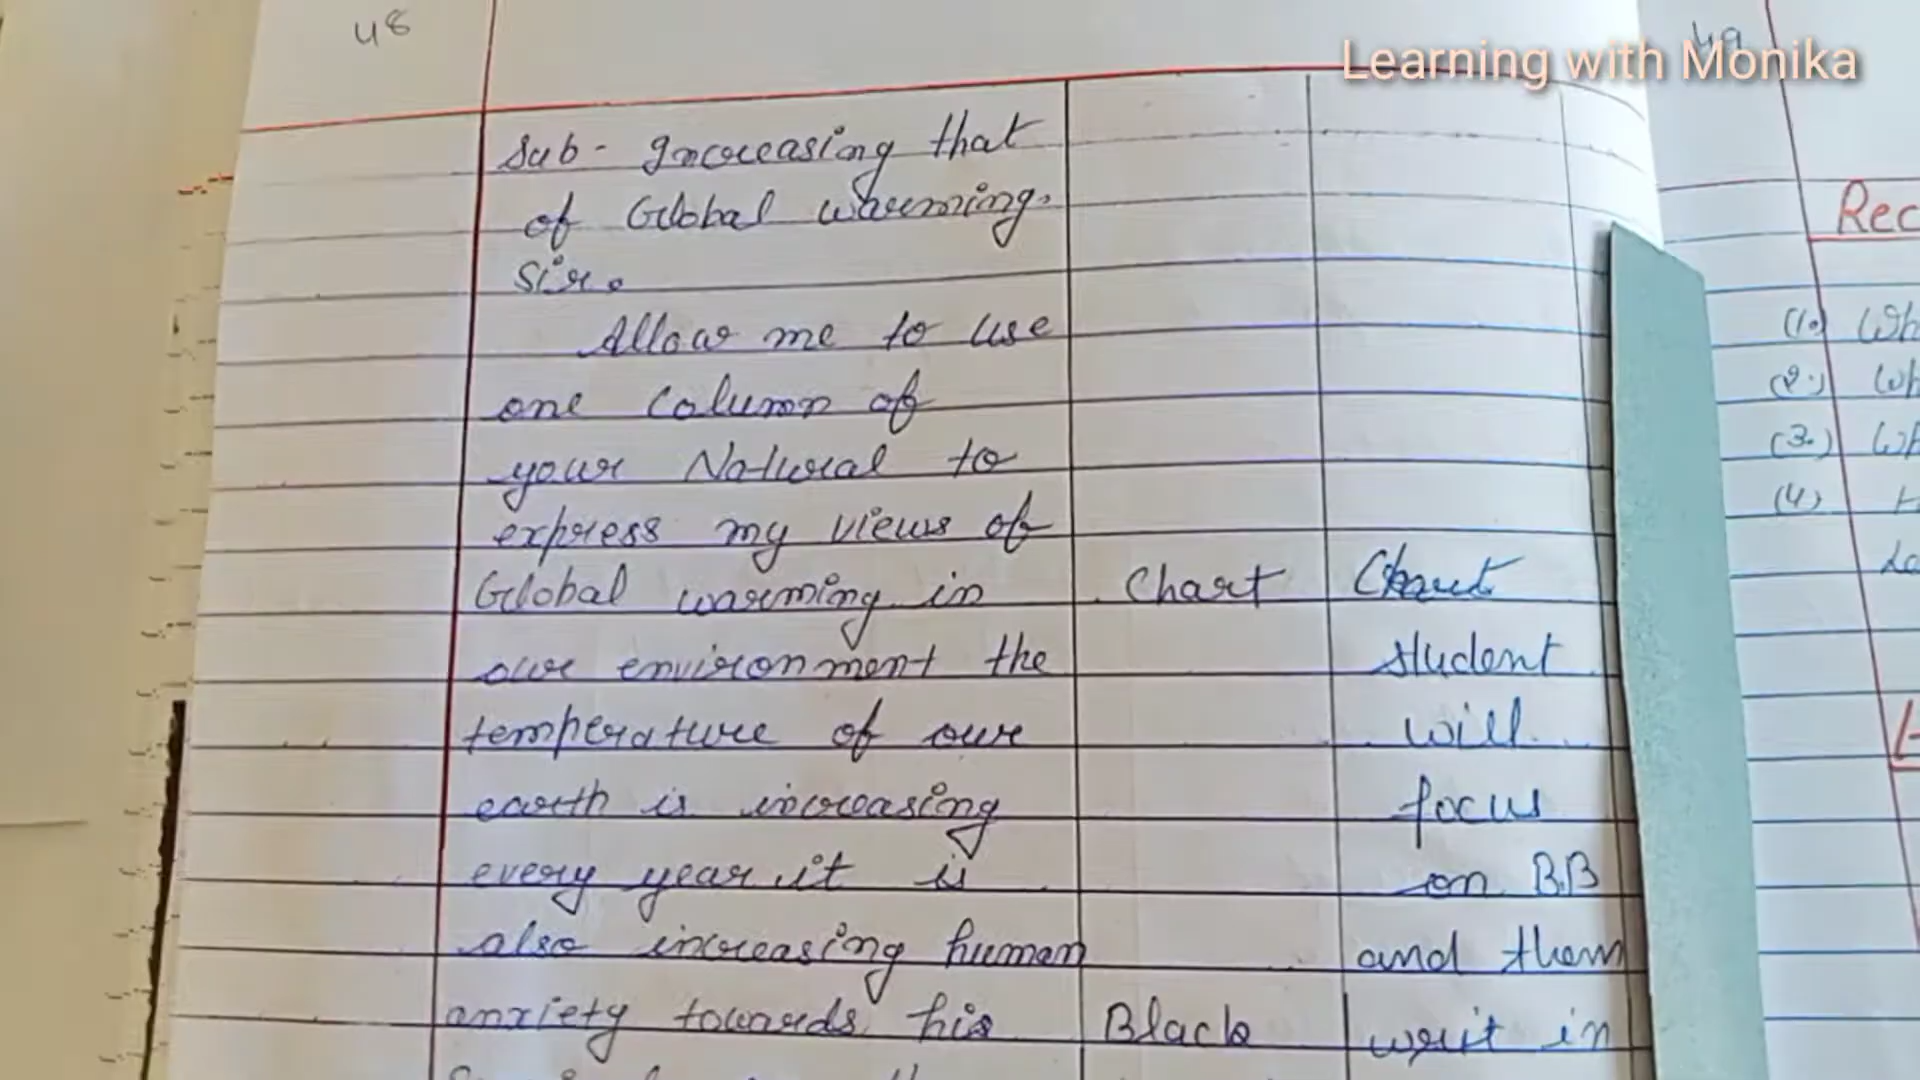 48
49
Learning with Monika
Sub- Increasing that
of Global wharming.
Sir.
Allow me to use
one Column of
your Natural to
express my views of
Global warming in
our environment the
temperature of our
earth is increasing
every year it is
also increasing human
anxiety towards his
Chart
Black
Chart
student
will
focus
on B.B
and them
writ in
Rec
(1.) Wh
(2.) Wh
(3.) Wh
(4)